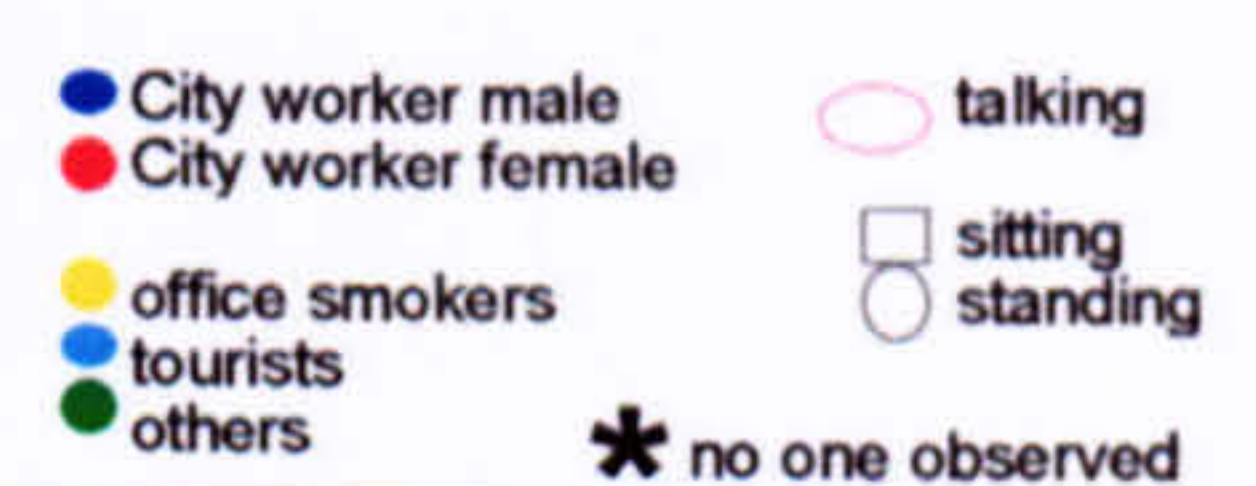 City worker male
City worker female
office smokers
tourists
others
talking
sitting
standing
* no one observed